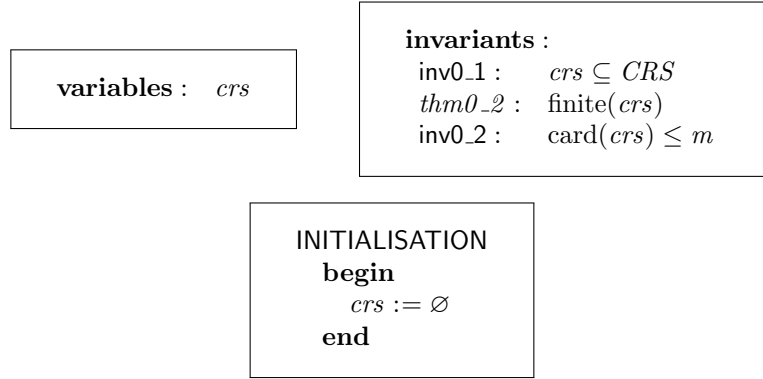 variables : crs
invariants :
inv0_1 : crs ⊆ CRS
thm0_2 : finite(crs)
inv0_2 : card(crs) ≤ m
INITIALISATION
begin
crs := ∅
end